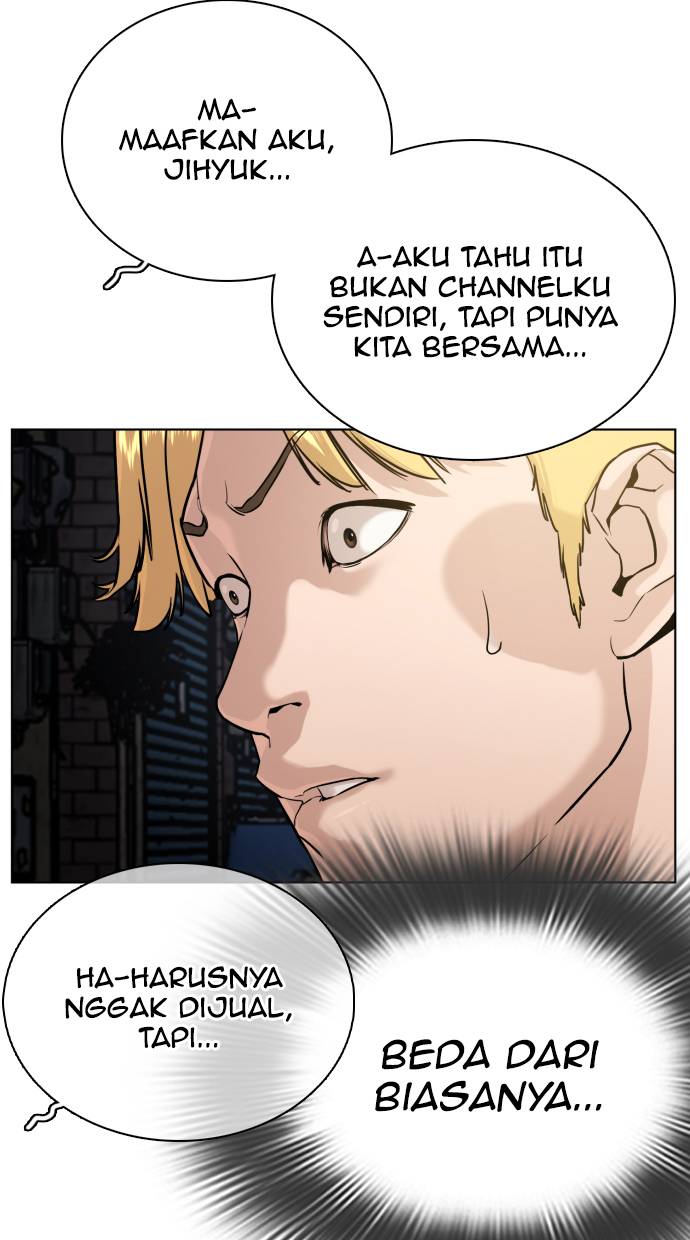 MA-
MAAFKAN AKU,
JIHYUK...
A-AKU TAHU ITU
BUKAN CHANNELKU
SENDIRI, TAPI PUNYA
KITA BERSAMA...
HA-HARUSNYA
NGGAK DIJUAL,
TAPI...
BEDA DARI
BIASANYA...